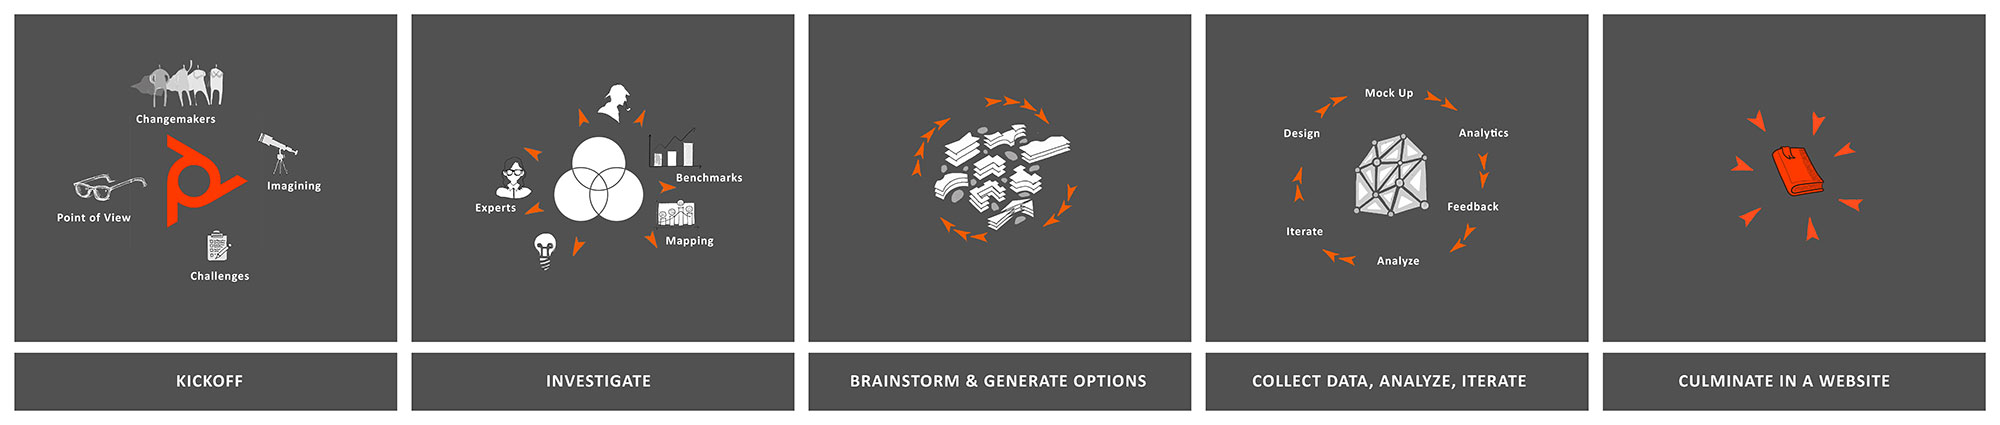 Changemakers
Imagining
Point of View
Challenges
KICKOFF
Benchmarks
Experts
Mapping
INVESTIGATE
BRAINSTORM & GENERATE OPTIONS
Mock Up
Design
Analytics
Feedback
Iterate
Analyze
COLLECT DATA, ANALYZE, ITERATE
CULMINATE IN A WEBSITE